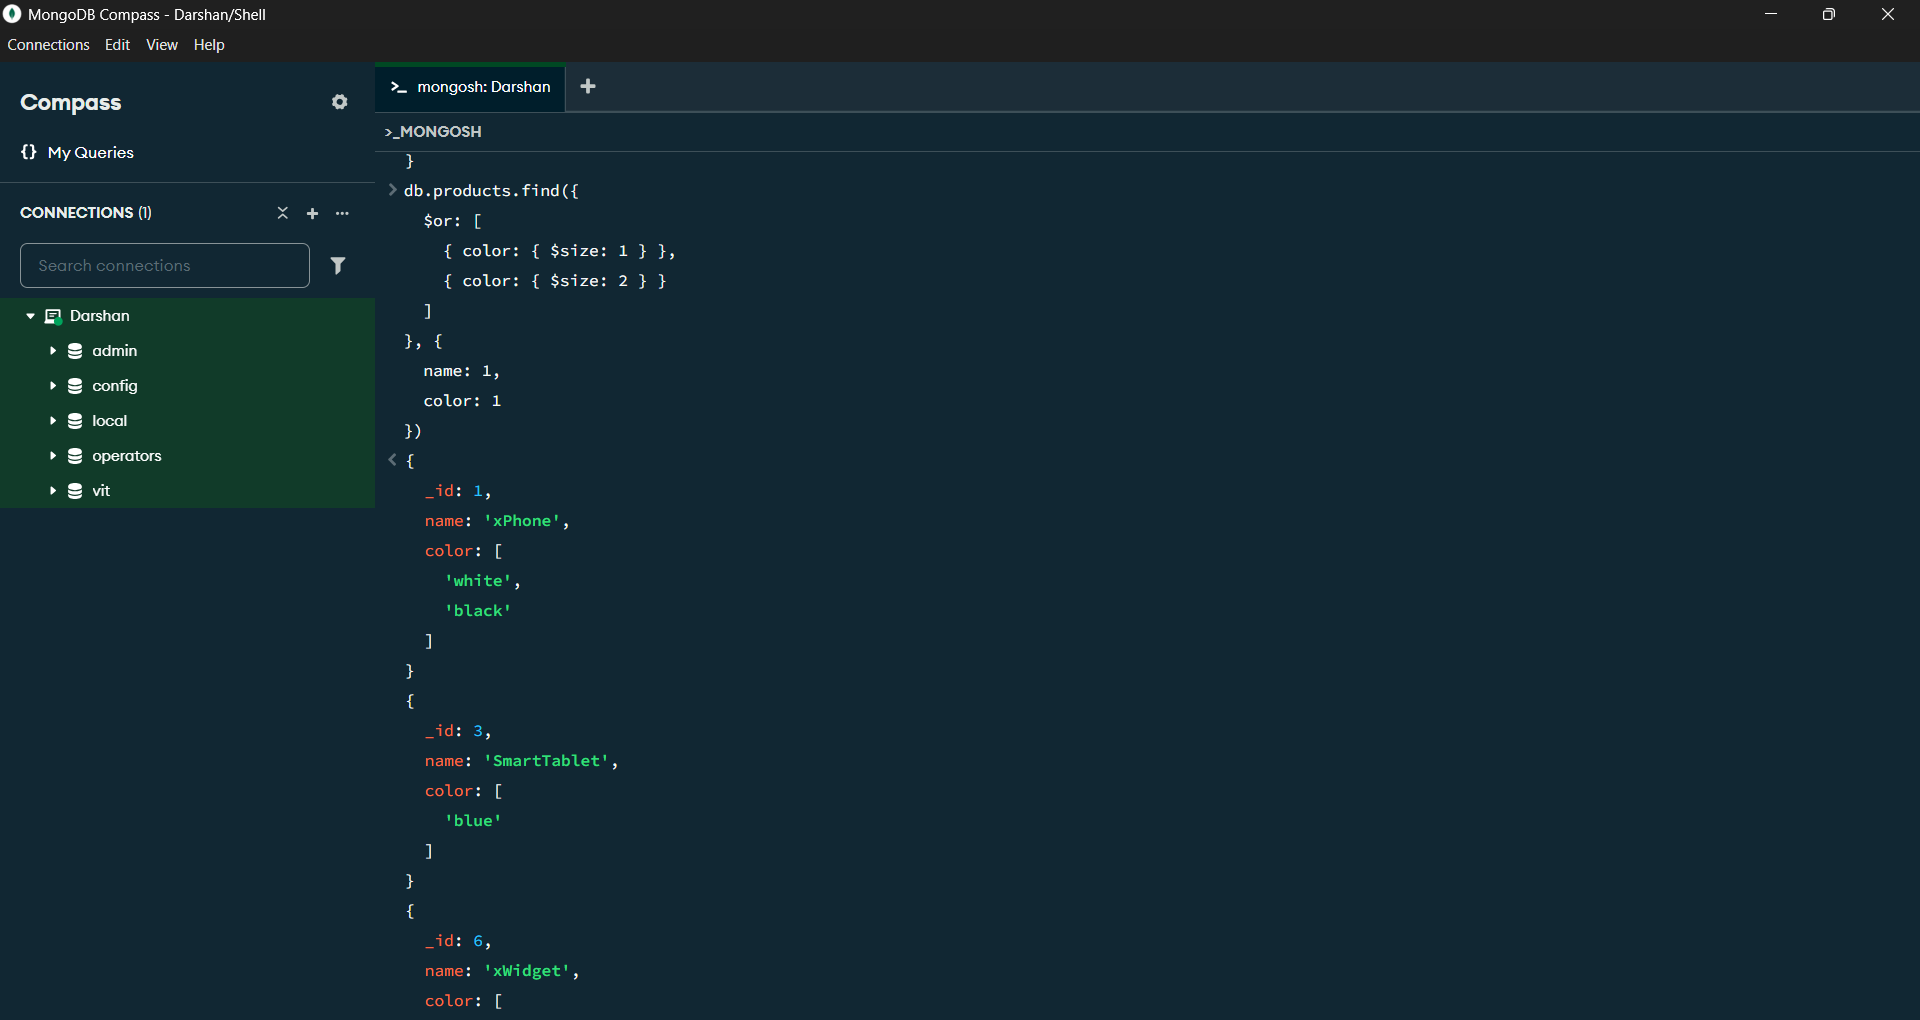 MongoDB Compass - Darshan/Shell
Connections Edit View Help
Compass
{} My Queries
CONNECTIONS (1)
Search connections
Darshan
admin
config
local
operators
vit
>_ mongosh: Darshan +
>_MONGOSH
}
> db.products.find({
$or: [
{ color: { $size: 1 } },
{ color: { $size: 2 } }
]
}, {
name: 1,
color: 1
})
< {
_id: 1,
name: 'xPhone',
color: [
'white',
'black'
]
}
{
_id: 3,
name: 'SmartTablet',
color: [
'blue'
]
}
{
_id: 6,
name: 'xWidget',
color: [